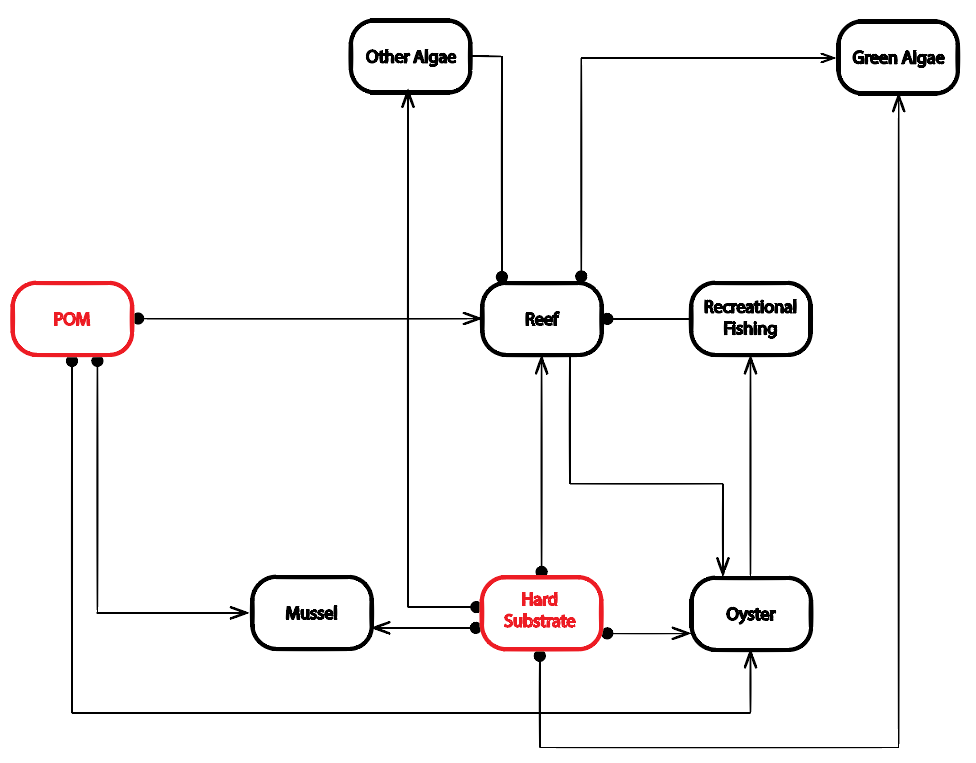 Other Algae
Green Algae
POM
Reef
Recreational
Fishing
Mussel
Hard
Substrate
Oyster